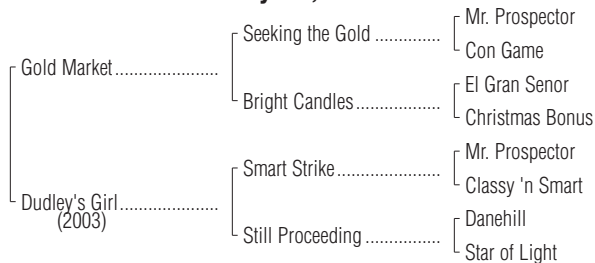 Mr. Prospector
Seeking the Gold ..............
Con Game
Gold Market......................
El Gran Senor
Bright Candles..................
Christmas Bonus
Mr. Prospector
Smart Strike ......................
Classy 'n Smart
Dudley's Girl.....................
(2003)
Danehill
Still Proceeding ................
Star of Light